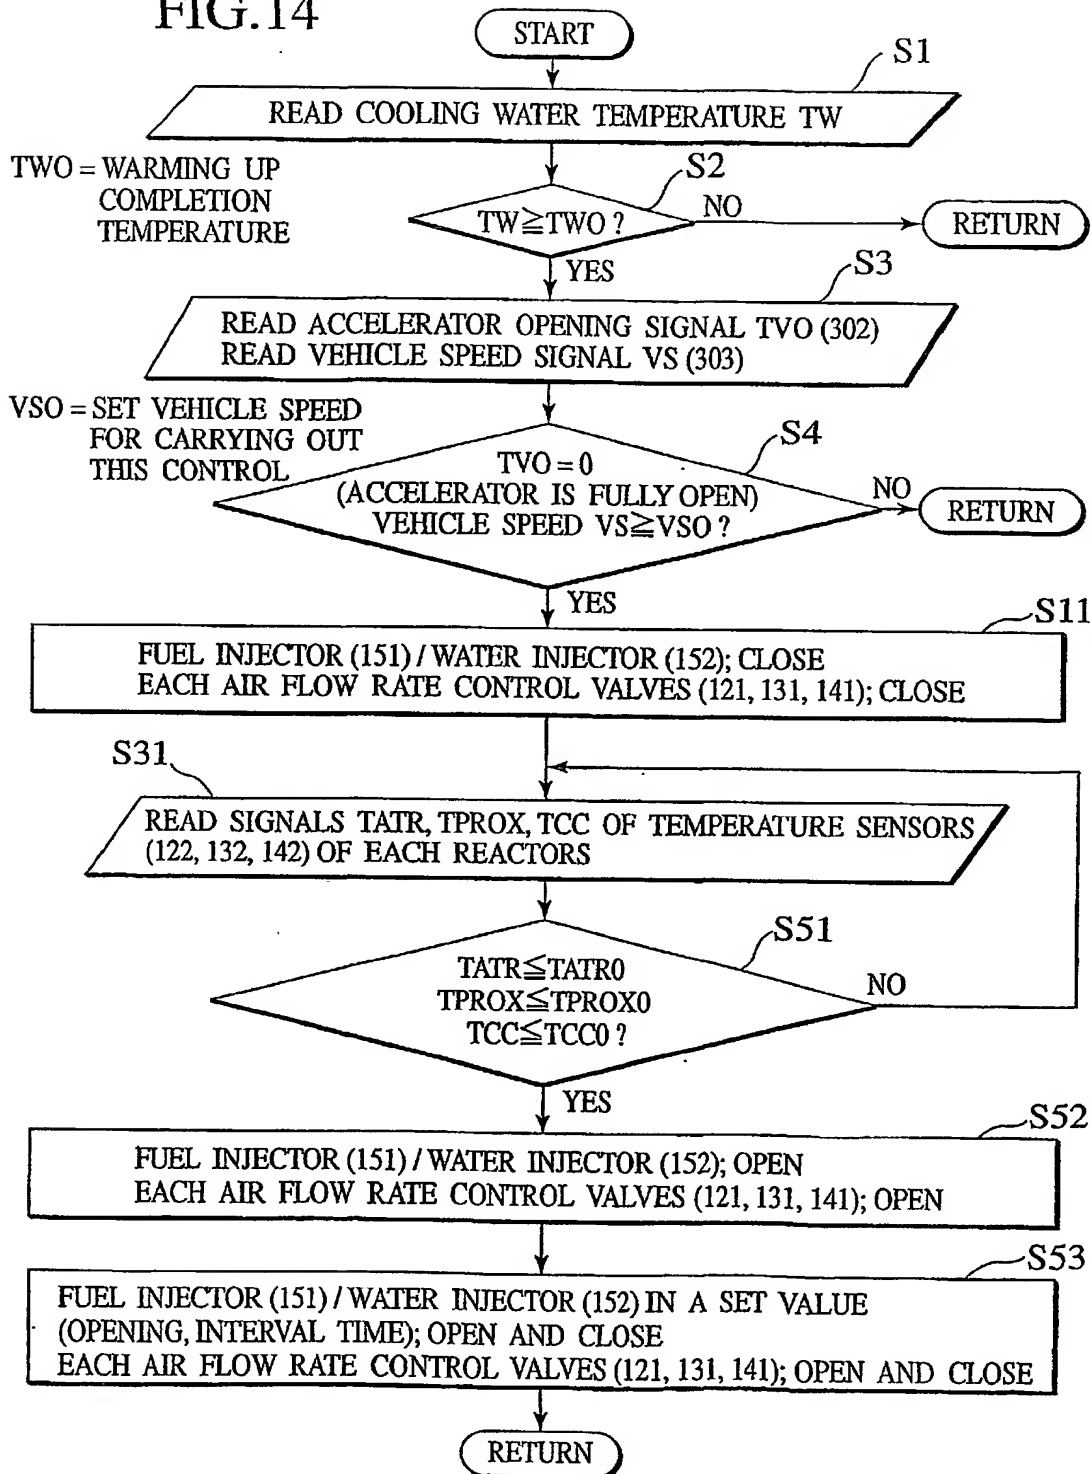 FIG.14
START
S1
READ COOLING WATER TEMPERATURE TW
TWO = WARMING UP
COMPLETION
TEMPERATURE
S2
TW≧TWO ?
NO
RETURN
YES
S3
READ ACCELERATOR OPENING SIGNAL TVO (302)
READ VEHICLE SPEED SIGNAL VS (303)
VSO = SET VEHICLE SPEED
FOR CARRYING OUT
THIS CONTROL
S4
TVO = 0
(ACCELERATOR IS FULLY OPEN)
VEHICLE SPEED VS≧VSO ?
NO
RETURN
YES
S11
FUEL INJECTOR (151) / WATER INJECTOR (152); CLOSE
EACH AIR FLOW RATE CONTROL VALVES (121, 131, 141); CLOSE
S31
READ SIGNALS TATR, TPROX, TCC OF TEMPERATURE SENSORS
(122, 132, 142) OF EACH REACTORS
S51
TATR≦TATR0
TPROX≦TPROX0
TCC≦TCC0 ?
NO
YES
S52
FUEL INJECTOR (151) / WATER INJECTOR (152); OPEN
EACH AIR FLOW RATE CONTROL VALVES (121, 131, 141); OPEN
S53
FUEL INJECTOR (151) / WATER INJECTOR (152) IN A SET VALUE
(OPENING, INTERVAL TIME); OPEN AND CLOSE
EACH AIR FLOW RATE CONTROL VALVES (121, 131, 141); OPEN AND CLOSE
RETURN